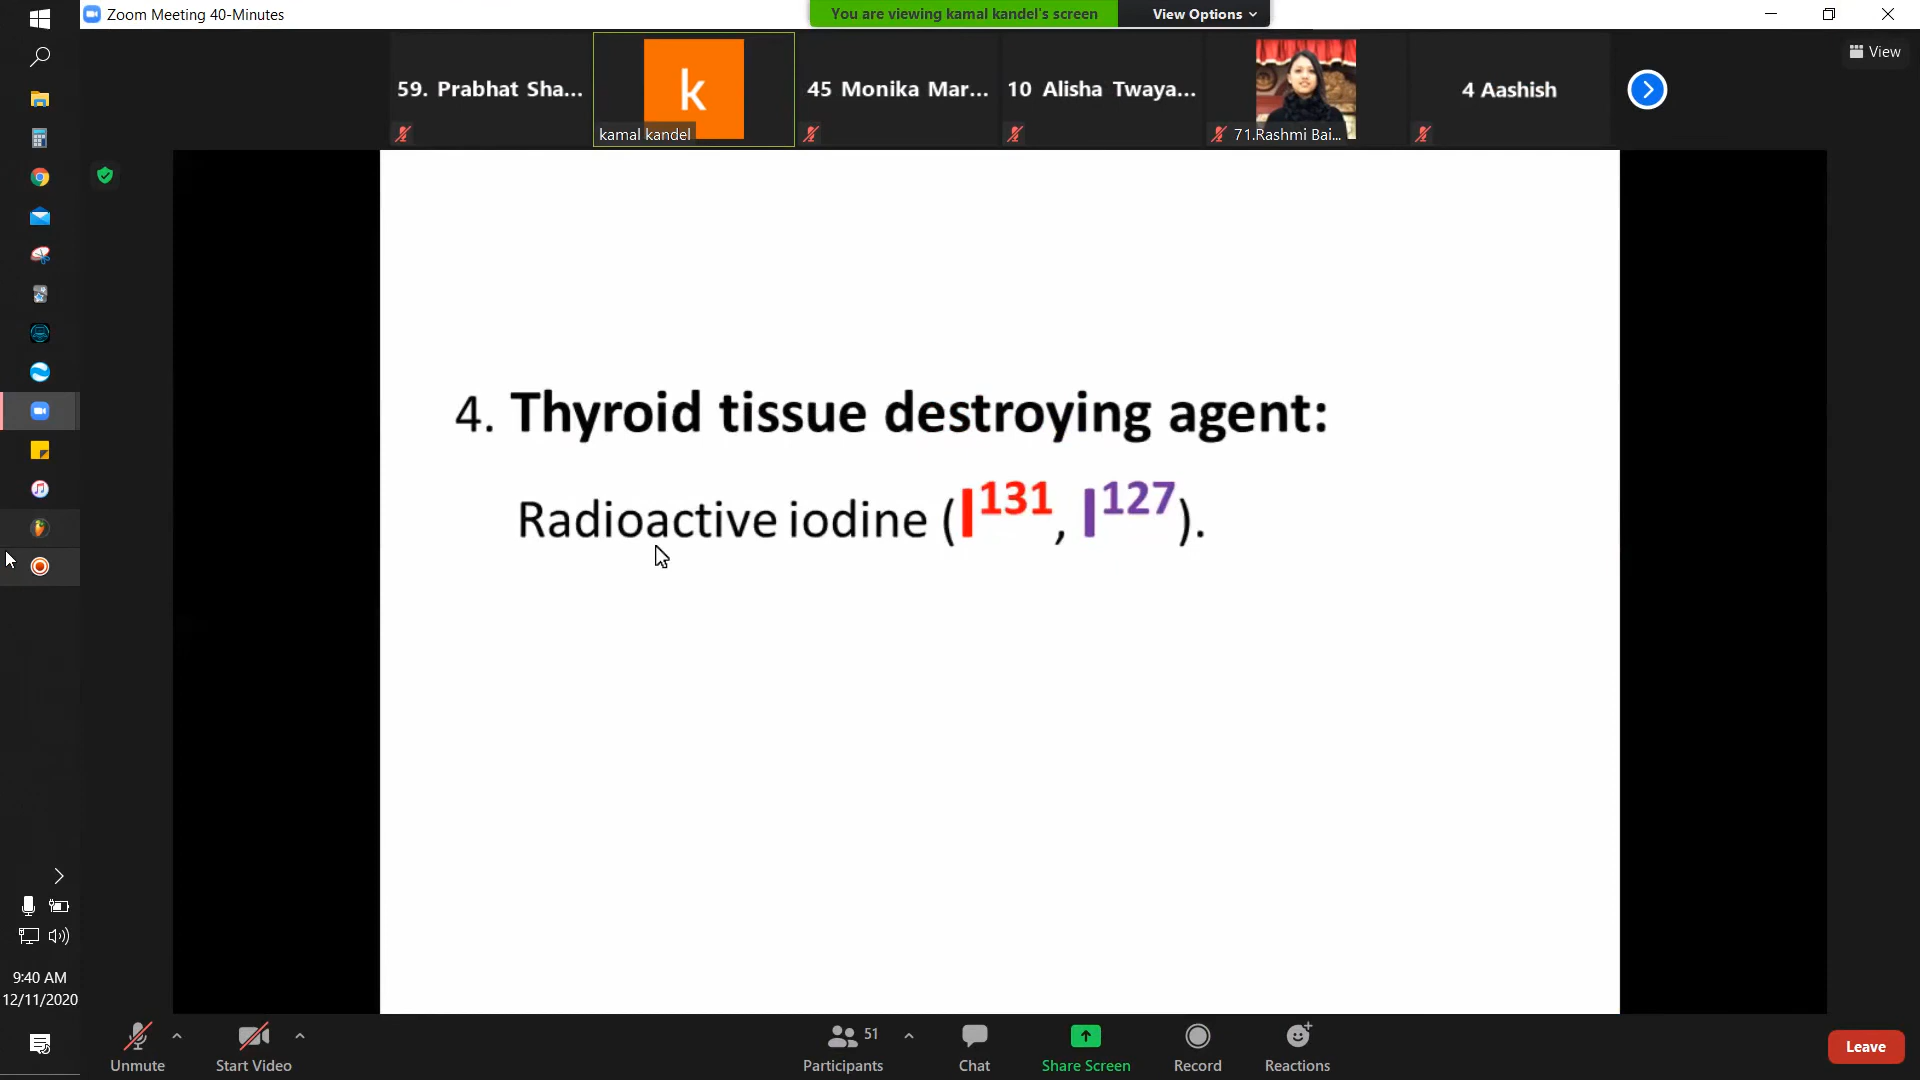 Zoom Meeting 40-Minutes
You are viewing kamal kandel's screen
View Options
View
59. Prabhat Sha...
k
kamal kandel
45 Monika Mar...
10 Alisha Twaya...
71.Rashmi Bai...
4 Aashish
4. Thyroid tissue destroying agent:
Radioactive iodine (I¹³¹, I¹²⁷).
9:40 AM
12/11/2020
Unmute
Start Video
51
Participants
Chat
Share Screen
Record
Reactions
Leave